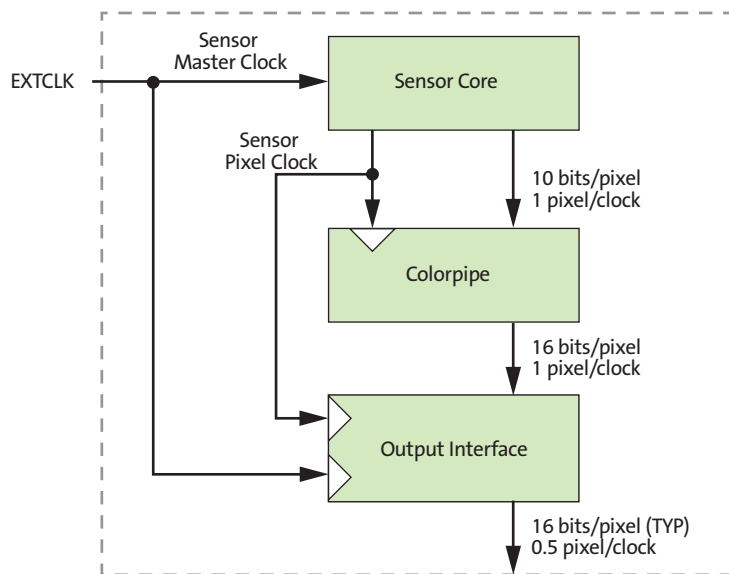 Sensor
Master Clock
EXTCLK
Sensor Core
Sensor
Pixel Clock
10 bits/pixel
1 pixel/clock
Colorpipe
16 bits/pixel
1 pixel/clock
Output Interface
16 bits/pixel (TYP)
0.5 pixel/clock